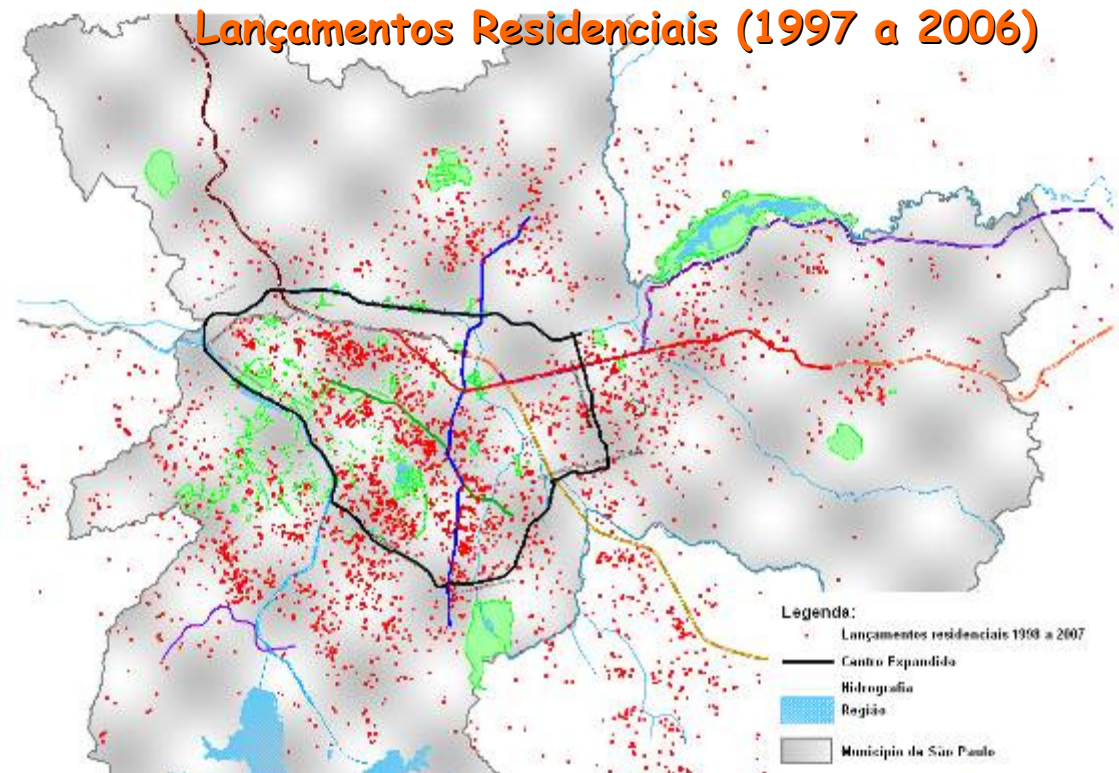 Lançamentos Residenciais (1997 a 2006)
Legenda:
Lançamentos residenciais 1998 a 2007
Centro Expandido
Hidrografia
Região
Município de São Paulo